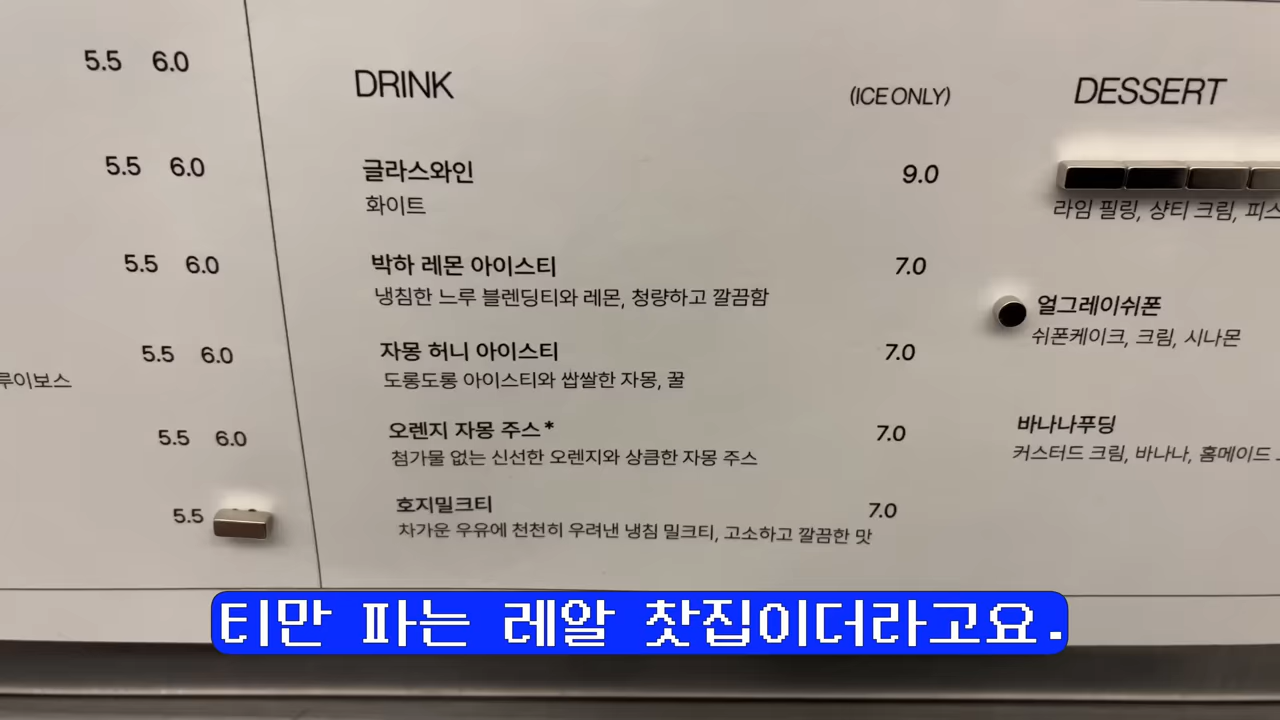 5.5 6.0
5.5 6.0
5.5 6.0
5.5 6.0
루이보스
5.5 6.0
5.5
DRINK (ICE ONLY)
글라스와인 9.0
화이트
박하 레몬 아이스티 7.0
냉침한 느루 블렌딩티와 레몬, 청량하고 깔끔함
자몽 허니 아이스티 7.0
도롱도롱 아이스티와 쌉쌀한 자몽, 꿀
오렌지 자몽 주스* 7.0
첨가물 없는 신선한 오렌지와 상큼한 자몽 주스
호지밀크티 7.0
차가운 우유에 천천히 우려낸 냉침 밀크티, 고소하고 깔끔한 맛
DESSERT
라임 필링, 샹티 크림, 피스
얼그레이쉬폰
쉬폰케이크, 크림, 시나몬
바나나푸딩
커스터드 크림, 바나나, 홈메이드
티만 파는 레알 찻집이더라고요.